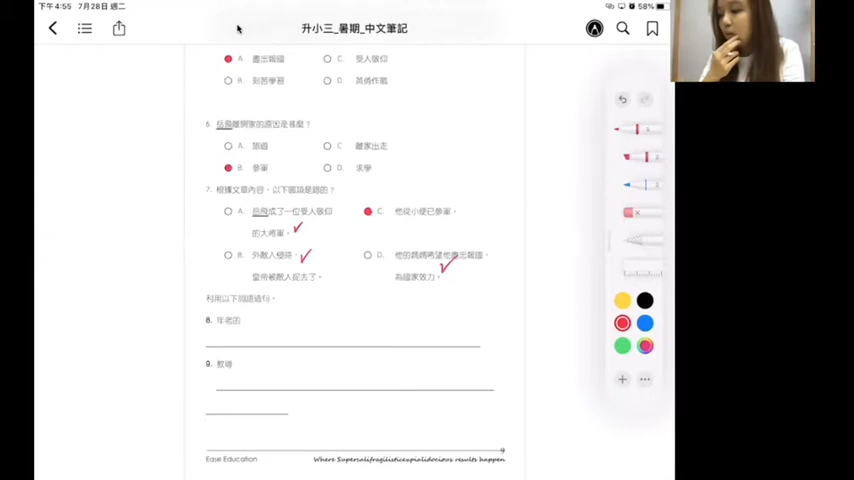 下午4:55 7月28日 週二
58%
升小三_暑期_中文筆記
A. 盡忠報國
C. 受人敬仰
B. 刻苦學習
D. 英勇作戰
6. 岳飛離開家的原因是甚麼？
A. 旅遊
C 離家出走
B. 參軍
D. 求學
7. 根據文章內容，以下哪項是錯的？
A. 岳飛成了一位受人敬仰
的大將軍。
C. 他從小便已參軍。
B. 外敵入侵時，
皇帝被敵人捉去了。
D. 他的媽媽希望他盡忠報國，
為國家效力。
利用以下詞語造句。
8. 年老的
9. 教導
9
Ease Education
Where Supersalifragilisticexpialidocious results happen